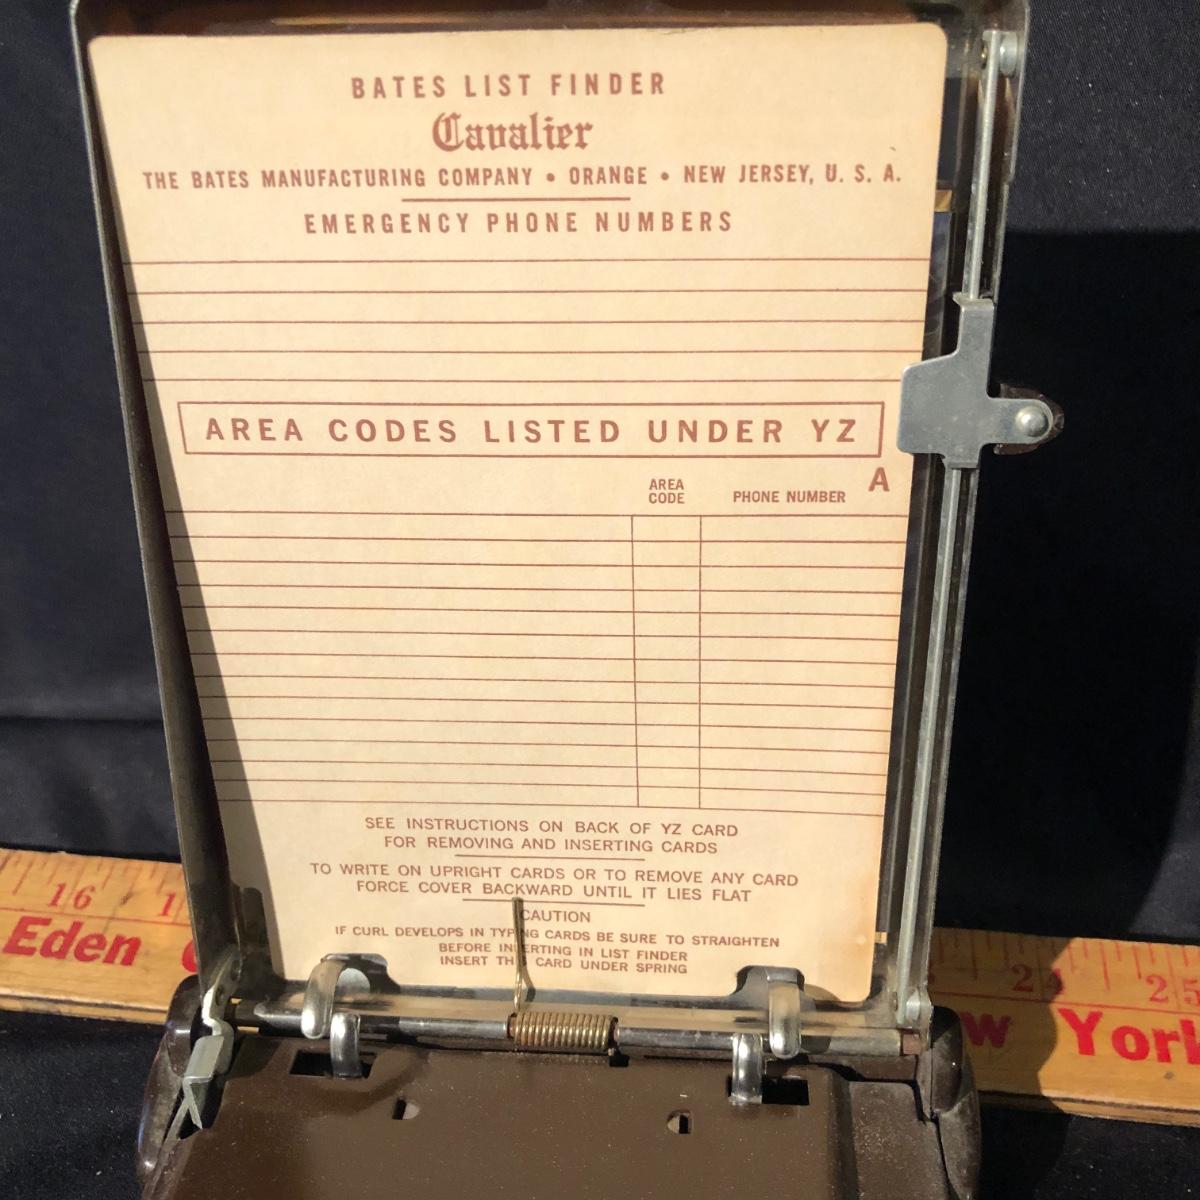 BATES LIST FINDER
Cavalier
THE BATES MANUFACTURING COMPANY • ORANGE • NEW JERSEY, U. S. A.
EMERGENCY PHONE NUMBERS
AREA CODES LISTED UNDER YZ
A
AREA CODE
PHONE NUMBER
SEE INSTRUCTIONS ON BACK OF YZ CARD
FOR REMOVING AND INSERTING CARDS
TO WRITE ON UPRIGHT CARDS OR TO REMOVE ANY CARD
FORCE COVER BACKWARD UNTIL IT LIES FLAT
CAUTION
IF CURL DEVELOPS IN TYPING CARDS BE SURE TO STRAIGHTEN
BEFORE INSERTING IN LIST FINDER
INSERT THIS CARD UNDER SPRING
16
24
25
Eden
York